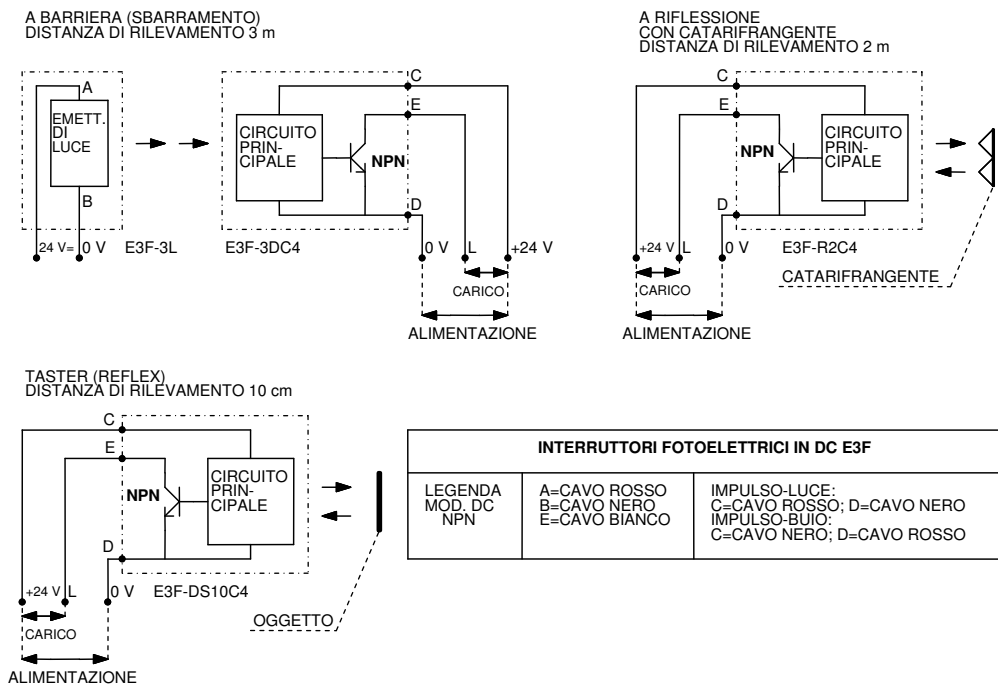 A BARRIERA (SBARRAMENTO)
DISTANZA DI RILEVAMENTO 3 m
A
EMETT.
DI
LUCE
B
24 V=
0 V
E3F-3L
CIRCUITO
PRIN-
CIPALE
NPN
C
E
D
E3F-3DC4
0 V
L
+24 V
CARICO
ALIMENTAZIONE
A RIFLESSIONE
CON CATARIFRANGENTE
DISTANZA DI RILEVAMENTO 2 m
C
E
NPN
CIRCUITO
PRIN-
CIPALE
D
+24 V
L
0 V
E3F-R2C4
CARICO
ALIMENTAZIONE
CATARIFRANGENTE
TASTER (REFLEX)
DISTANZA DI RILEVAMENTO 10 cm
C
E
NPN
CIRCUITO
PRIN-
CIPALE
D
+24 V
L
0 V
E3F-DS10C4
CARICO
ALIMENTAZIONE
OGGETTO
INTERRUTTORI FOTOELETTRICI IN DC E3F
LEGENDA
MOD. DC
NPN
A=CAVO ROSSO
B=CAVO NERO
E=CAVO BIANCO
IMPULSO-LUCE:
C=CAVO ROSSO; D=CAVO NERO
IMPULSO-BUIO:
C=CAVO NERO; D=CAVO ROSSO